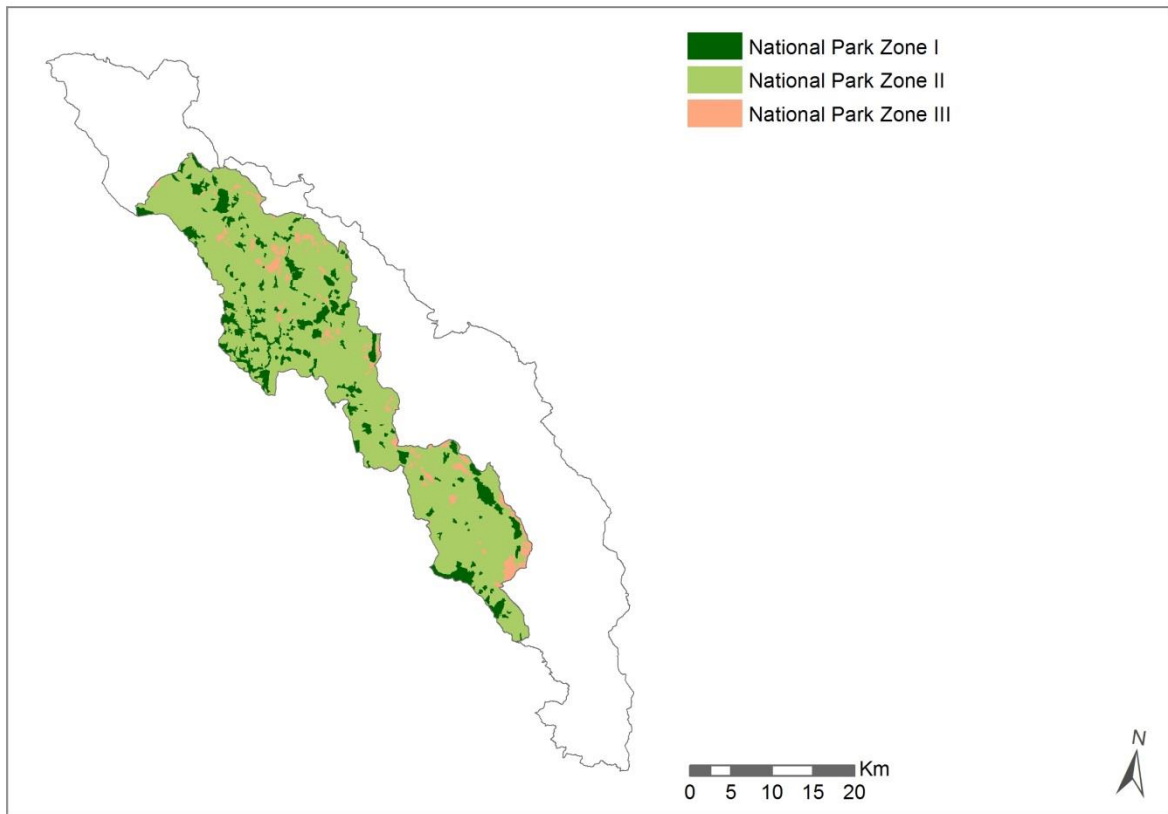 National Park Zone I
National Park Zone II
National Park Zone III
Km
0 5 10 15 20
N